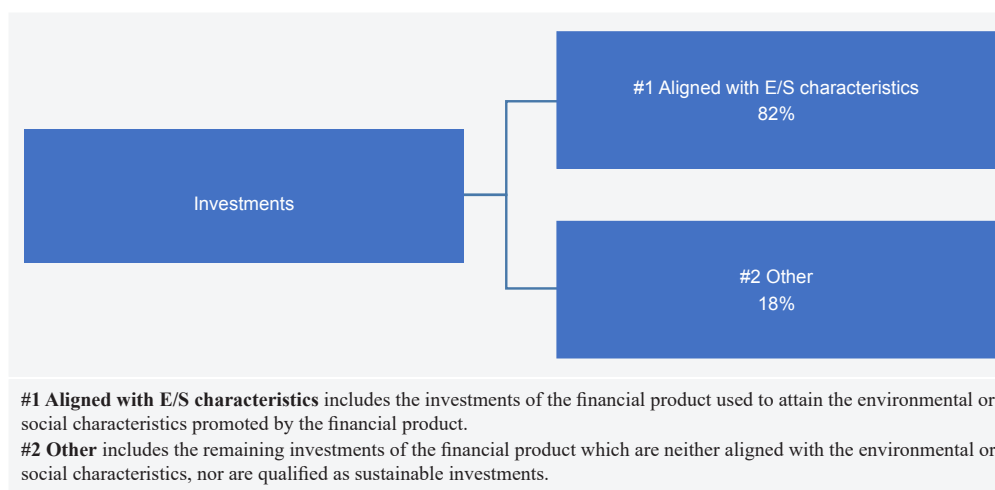 #1 Aligned with E/S characteristics
82%
Investments
#2 Other
18%
#1 Aligned with E/S characteristics includes the investments of the financial product used to attain the environmental or
social characteristics promoted by the financial product.
#2 Other includes the remaining investments of the financial product which are neither aligned with the environmental or
social characteristics, nor are qualified as sustainable investments.